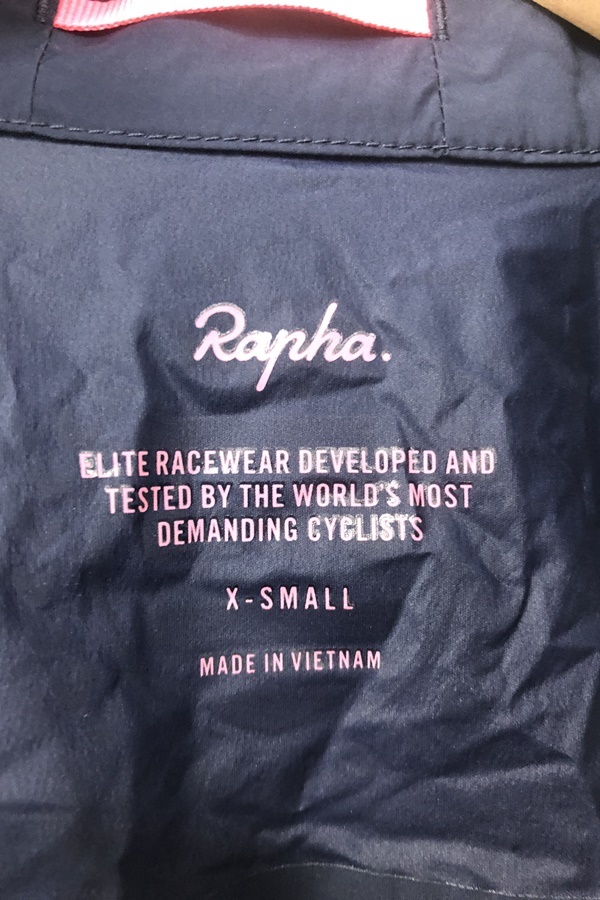 Rapha.
ELITE RACEWEAR DEVELOPED AND
TESTED BY THE WORLD'S MOST
DEMANDING CYCLISTS
X-SMALL
MADE IN VIETNAM